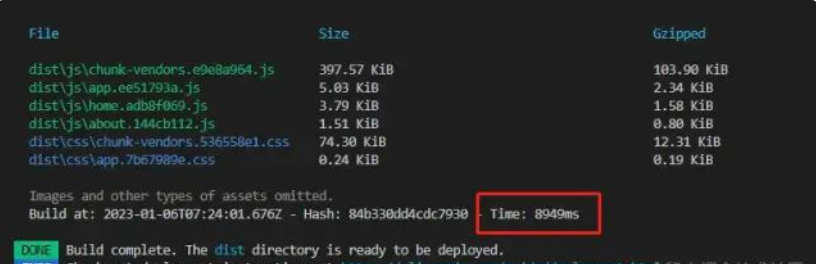 File Size Gzipped
dist\js\chunk-vendors.e9e8a964.js 397.57 KiB 103.90 KiB
dist\js\app.ee51793a.js 5.03 KiB 2.34 KiB
dist\js\home.adb8f069.js 3.79 KiB 1.58 KiB
dist\js\about.144cb112.js 1.51 KiB 0.80 KiB
dist\css\chunk-vendors.536558e1.css 74.30 KiB 12.31 KiB
dist\css\app.7b67989e.css 0.24 KiB 0.19 KiB
Images and other types of assets omitted.
Build at: 2023-01-06T07:24:01.676Z - Hash: 84b330dd4cdc7930 - Time: 8949ms
DONE Build complete. The dist directory is ready to be deployed.